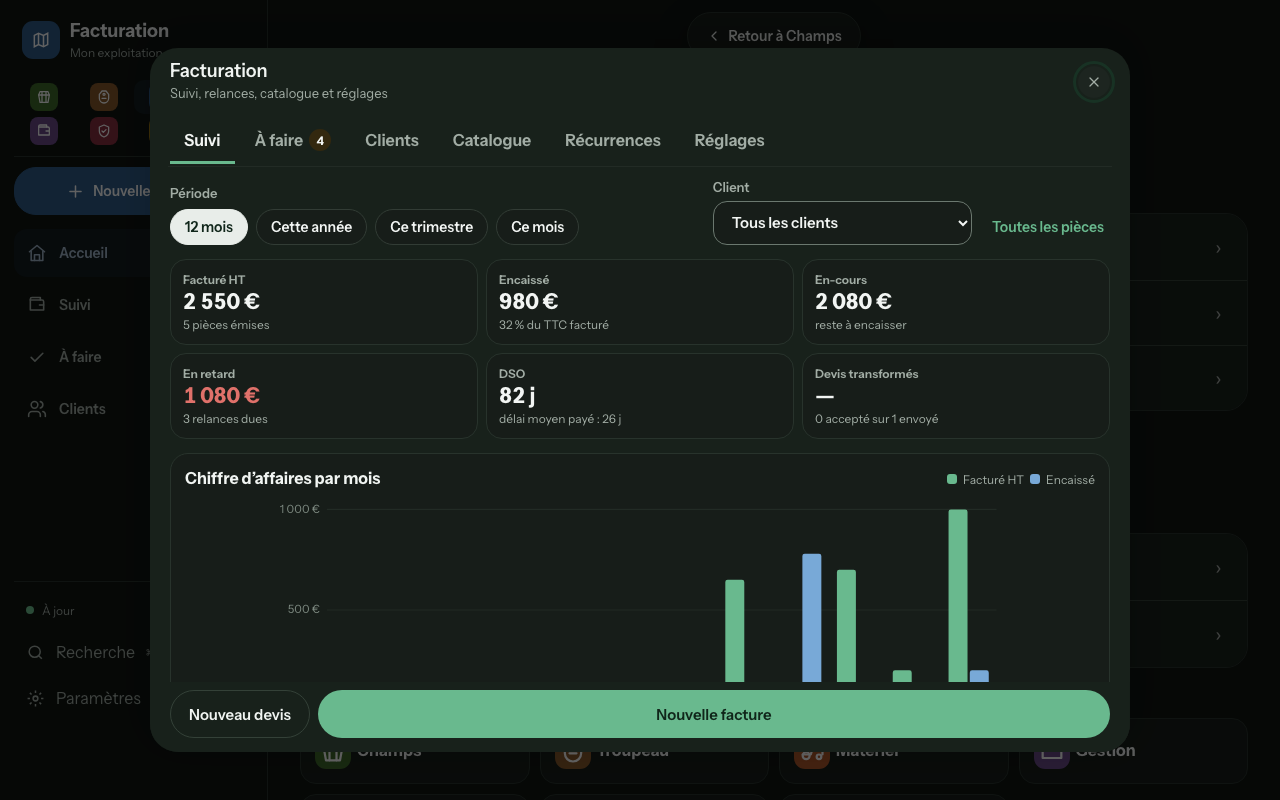 Facturation
Mon exploitation
Retour à Champs
Facturation
Suivi, relances, catalogue et réglages
Suivi
À faire 4
Clients
Catalogue
Récurrences
Réglages
Nouvelle
Accueil
Suivi
À faire
Clients
À jour
Recherche
Paramètres
Période
12 mois
Cette année
Ce trimestre
Ce mois
Client
Tous les clients
Toutes les pièces
Facturé HT
2 550 €
5 pièces émises
Encaissé
980 €
32 % du TTC facturé
En-cours
2 080 €
reste à encaisser
En retard
1 080 €
3 relances dues
DSO
82 j
délai moyen payé : 26 j
Devis transformés
—
0 accepté sur 1 envoyé
Chiffre d’affaires par mois
Facturé HT
Encaissé
1 000 €
500 €
Nouveau devis
Nouvelle facture
Champs
Troupeau
Matériel
Gestion